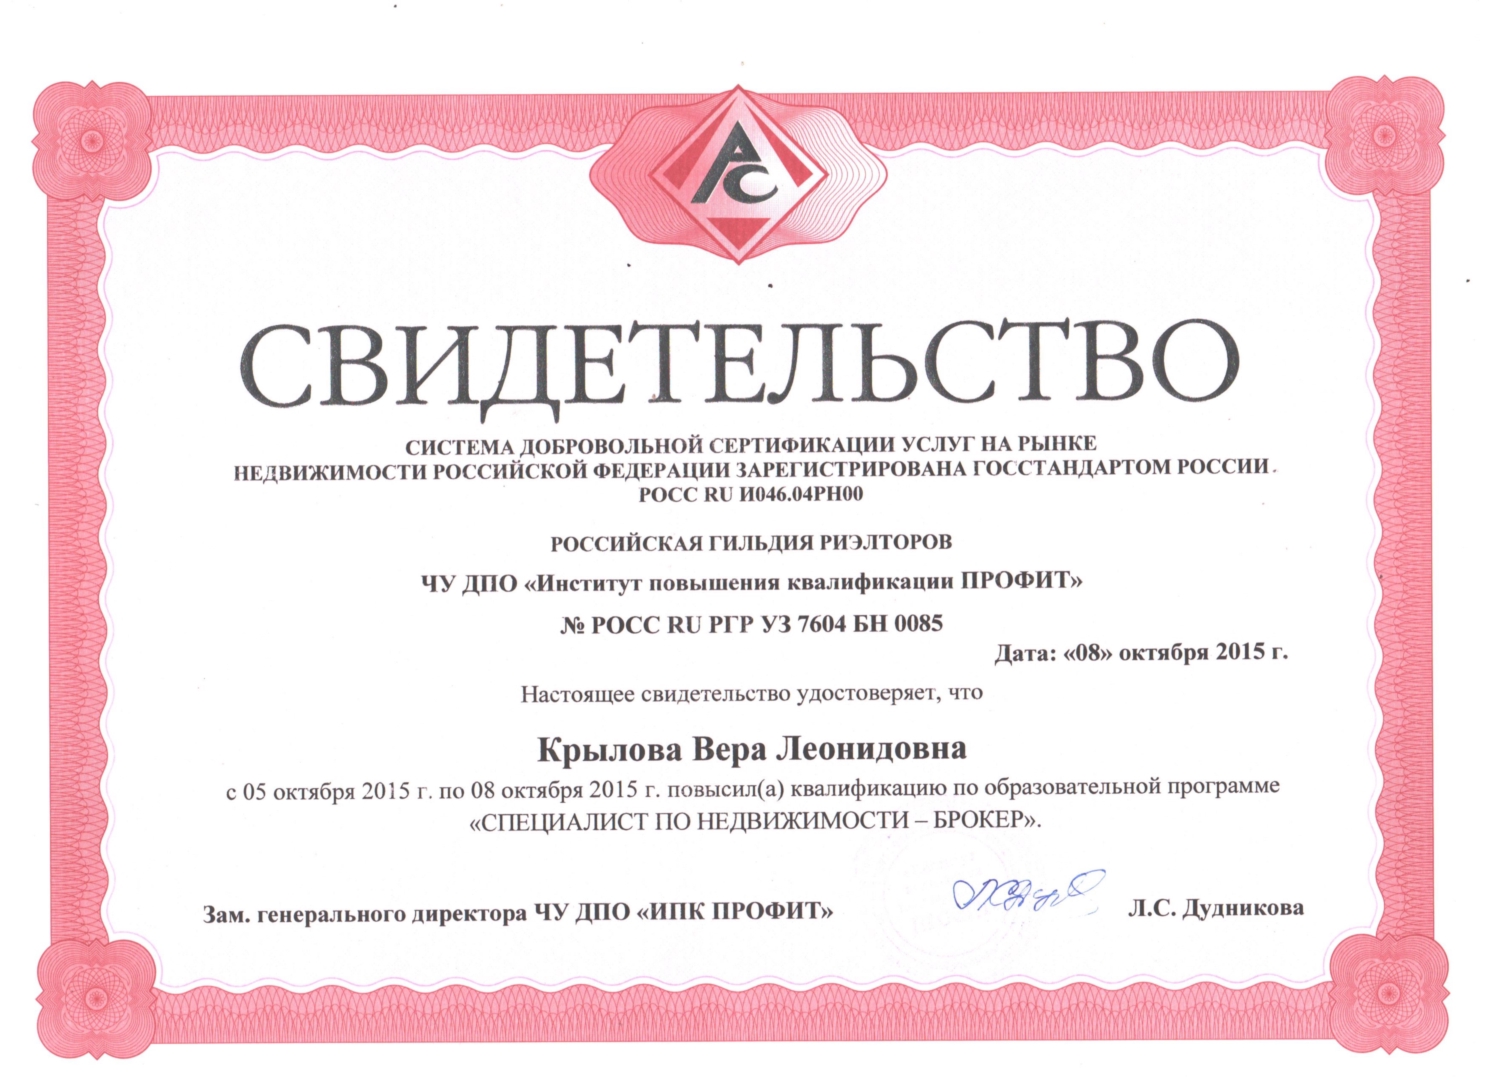 РС
СВИДЕТЕЛЬСТВО
СИСТЕМА ДОБРОВОЛЬНОЙ СЕРТИФИКАЦИИ УСЛУГ НА РЫНКЕ
НЕДВИЖИМОСТИ РОССИЙСКОЙ ФЕДЕРАЦИИ ЗАРЕГИСТРИРОВАНА ГОССТАНДАРТОМ РОССИИ.
РОСС RU И046.04РН00
РОССИЙСКАЯ ГИЛЬДИЯ РИЭЛТОРОВ
ЧУ ДПО «Институт повышения квалификации ПРОФИТ»
№ РОСС RU РГР УЗ 7604 БН 0085
Дата: «08» октября 2015 г.
Настоящее свидетельство удостоверяет, что
Крылова Вера Леонидовна
с 05 октября 2015 г. по 08 октября 2015 г. повысил(а) квалификацию по образовательной программе
«СПЕЦИАЛИСТ ПО НЕДВИЖИМОСТИ – БРОКЕР».
Зам. генерального директора ЧУ ДПО «ИПК ПРОФИТ»
Л.С. Дудникова